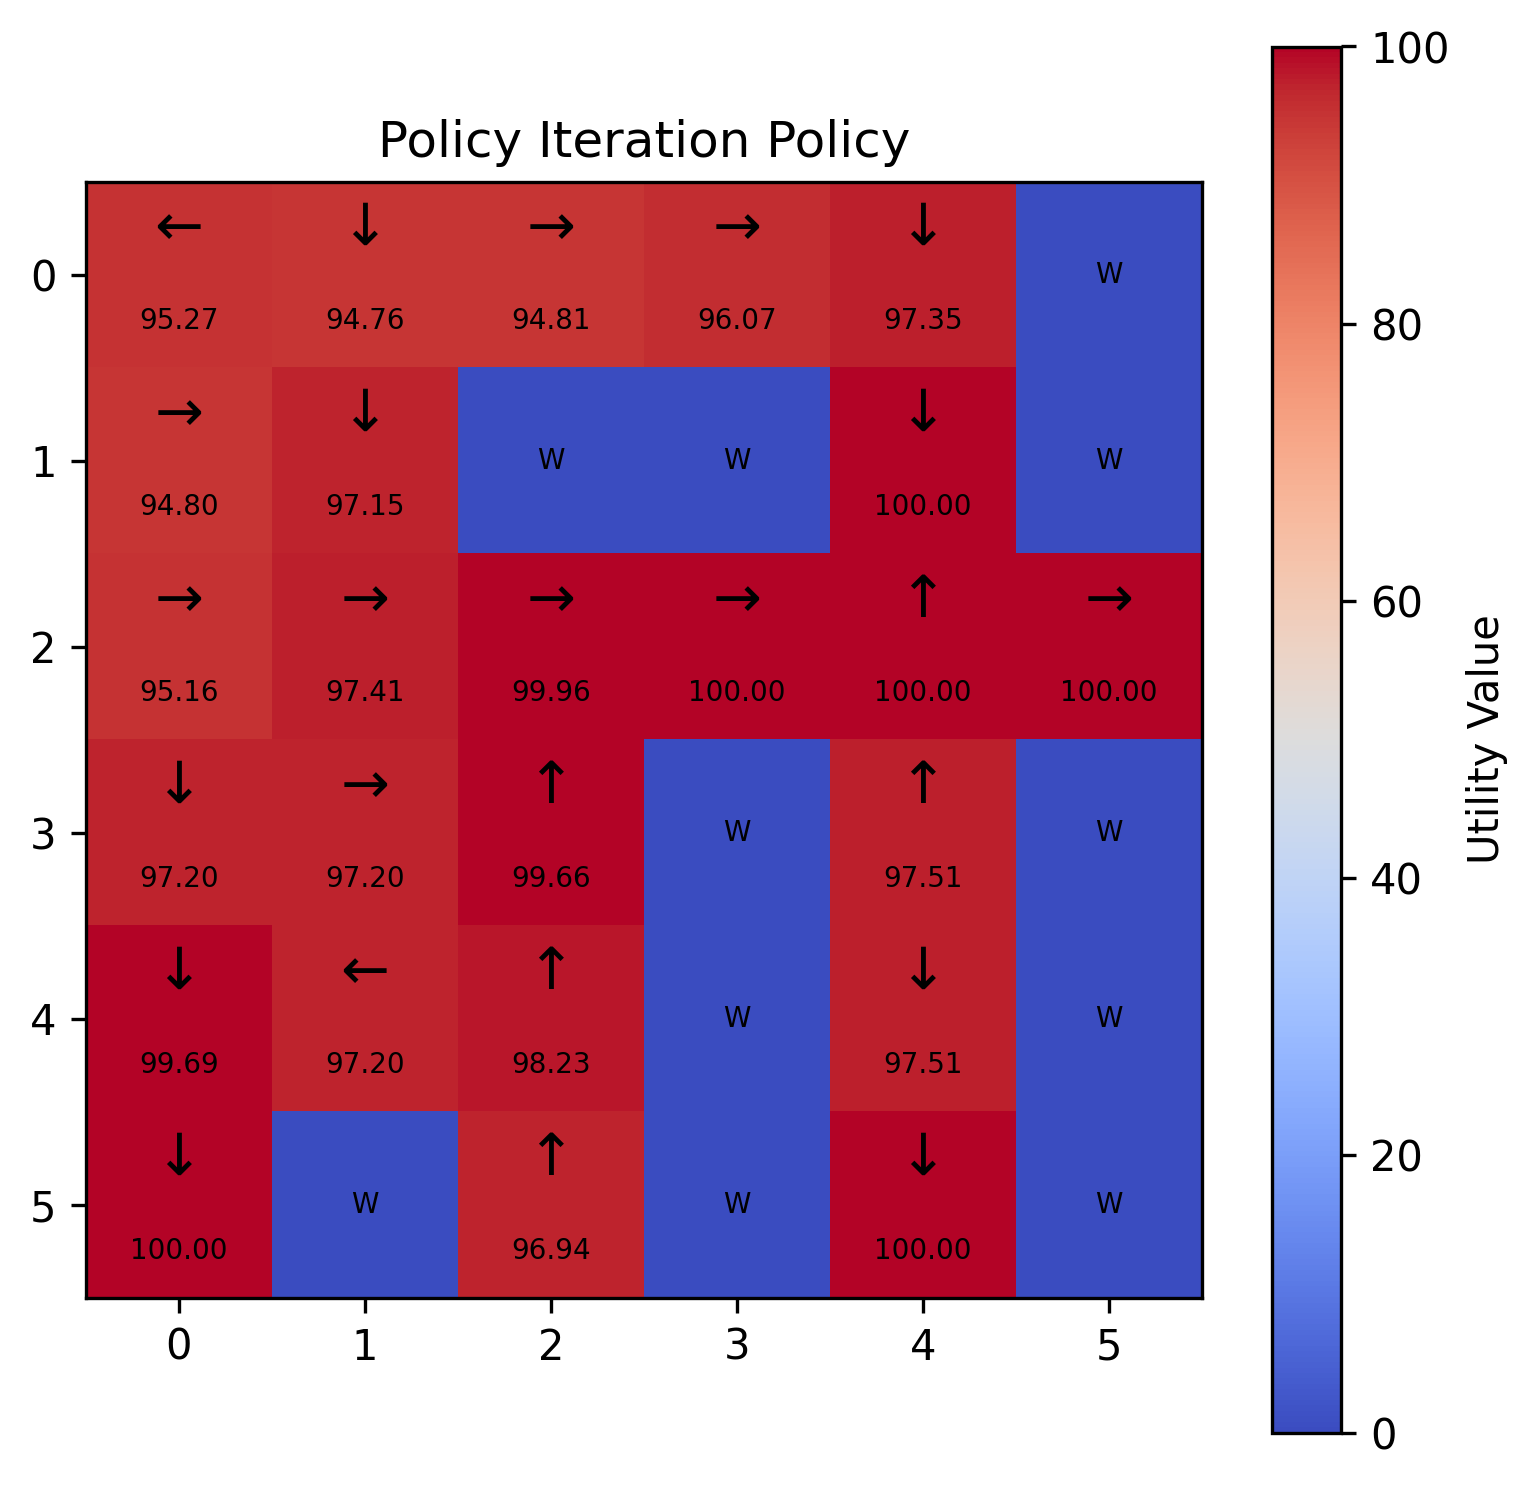 Policy Iteration Policy
← ↓ → → ↓
0 W
95.27 94.76 94.81 96.07 97.35
→ ↓ ↓
1 W W W
94.80 97.15 100.00
→ → → → ↑ →
2
95.16 97.41 99.96 100.00 100.00 100.00
↓ → ↑ ↑
3 W W
97.20 97.20 99.66 97.51
↓ ← ↑ ↓
4 W W
99.69 97.20 98.23 97.51
↓ ↑ ↓
5 W W W
100.00 96.94 100.00
0 1 2 3 4 5
100
80
60
40
20
0
Utility Value